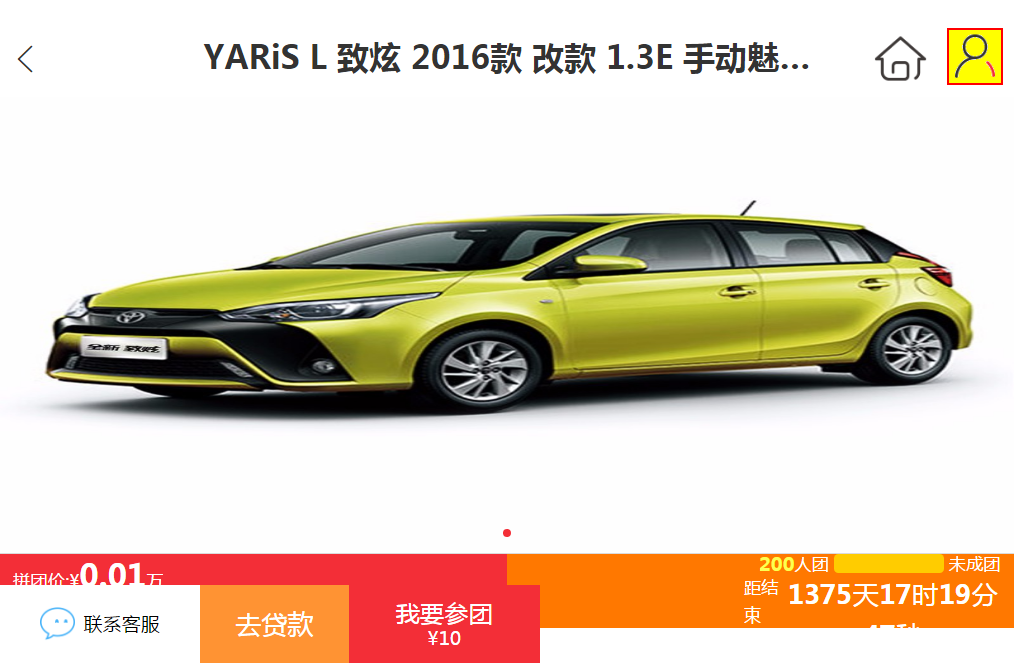 YARiS L 致炫 2016款 改款 1.3E 手动魅...
全新 致炫
拼团价:¥0.01万
200人团 未成团
距结束 1375天17时19分
联系客服
去贷款
我要参团
¥10